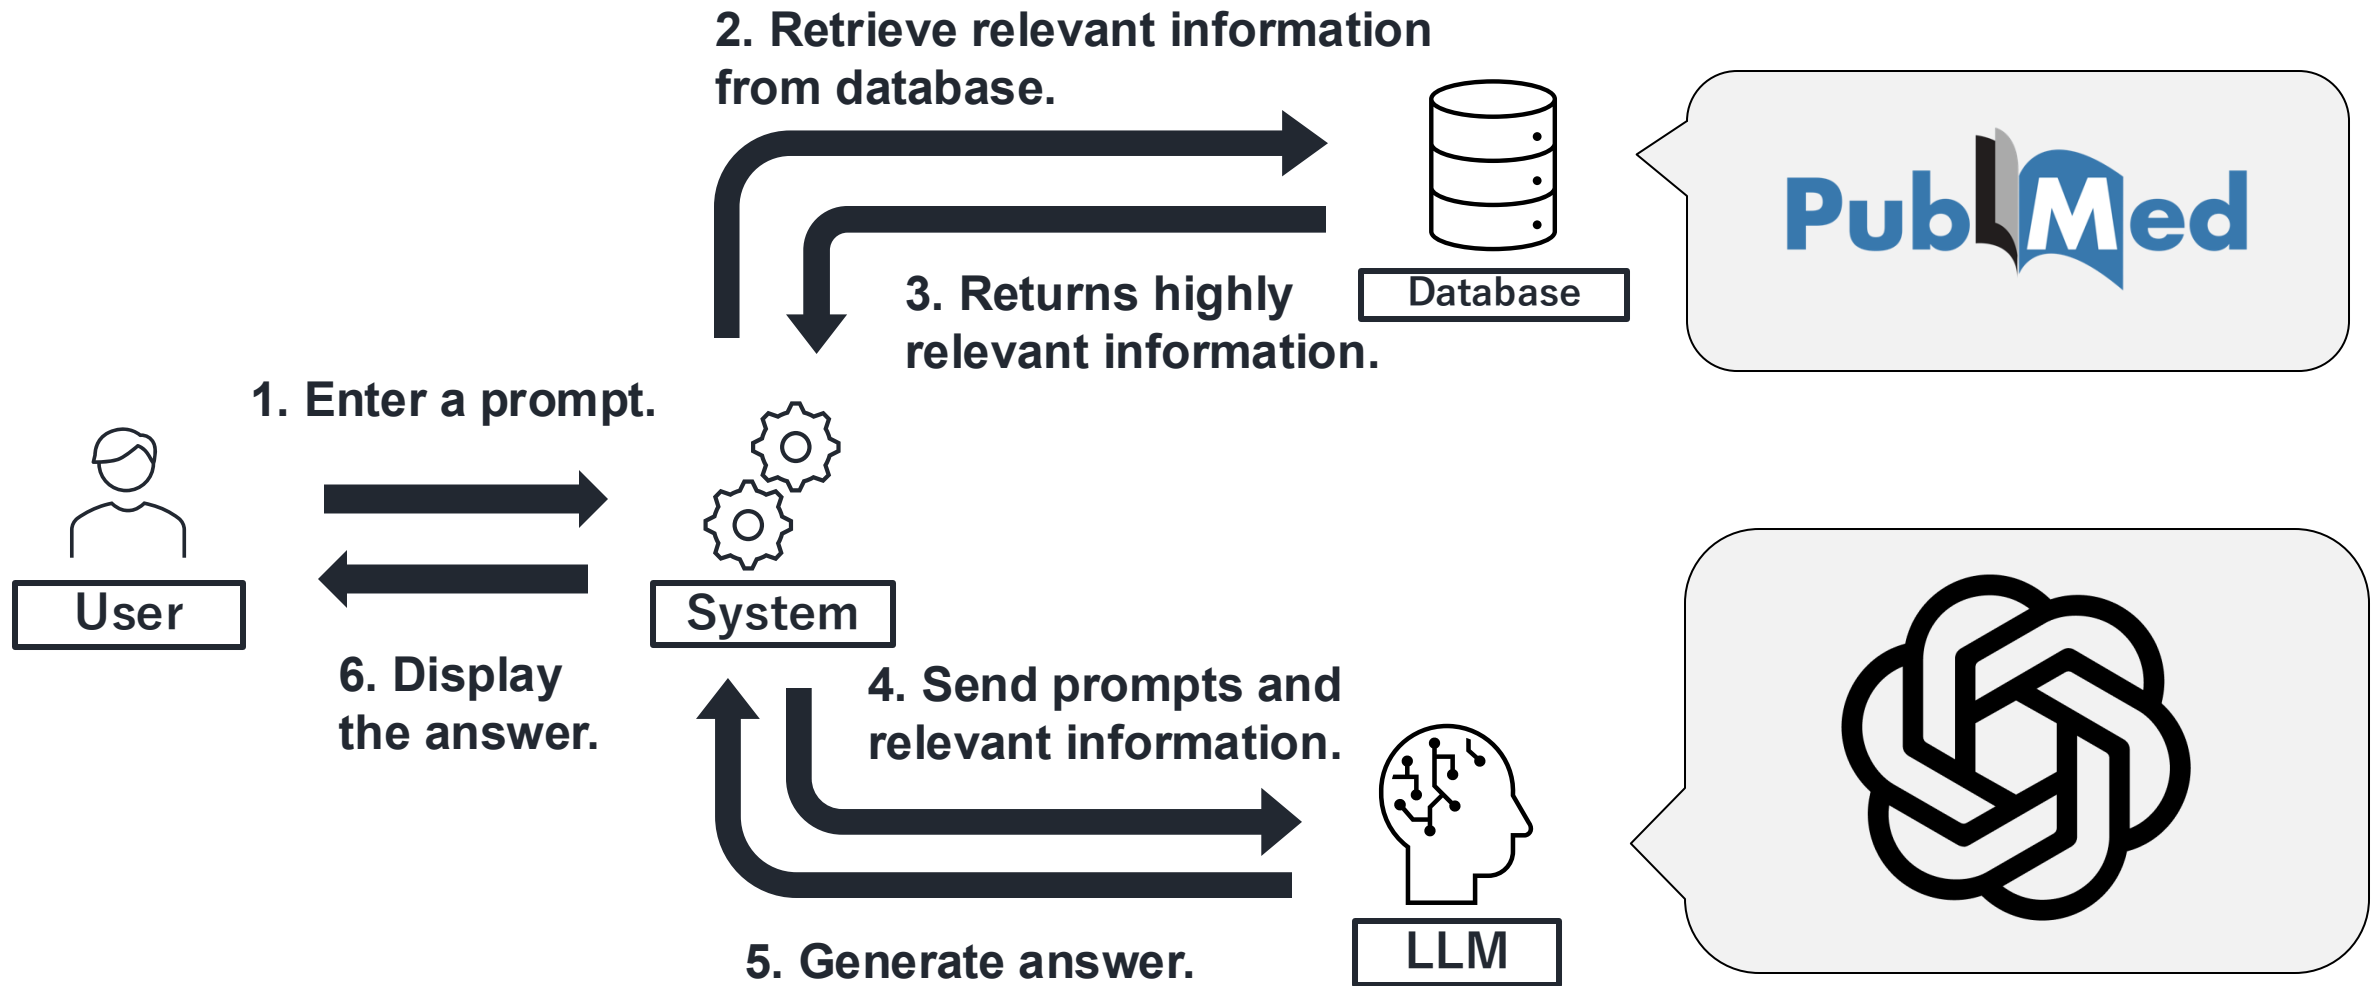 2. Retrieve relevant information
from database.
PubMed
3. Returns highly
relevant information.
Database
1. Enter a prompt.
User
System
6. Display
the answer.
4. Send prompts and
relevant information.
5. Generate answer.
LLM